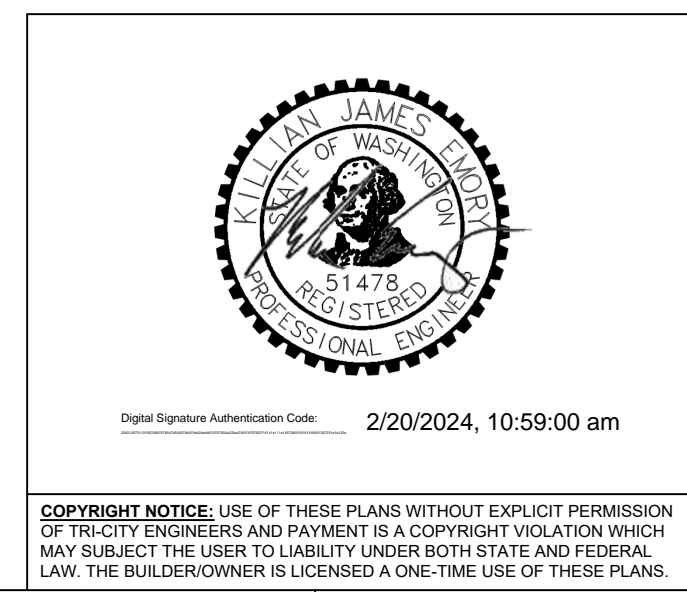 KILLIAN JAMES EMORY
STATE OF WASHINGTON
51478
REGISTERED
PROFESSIONAL ENGINEER
Digital Signature Authentication Code:
2/20/2024, 10:59:00 am
COPYRIGHT NOTICE: USE OF THESE PLANS WITHOUT EXPLICIT PERMISSION
OF TRI-CITY ENGINEERS AND PAYMENT IS A COPYRIGHT VIOLATION WHICH
MAY SUBJECT THE USER TO LIABILITY UNDER BOTH STATE AND FEDERAL
LAW. THE BUILDER/OWNER IS LICENSED A ONE-TIME USE OF THESE PLANS.